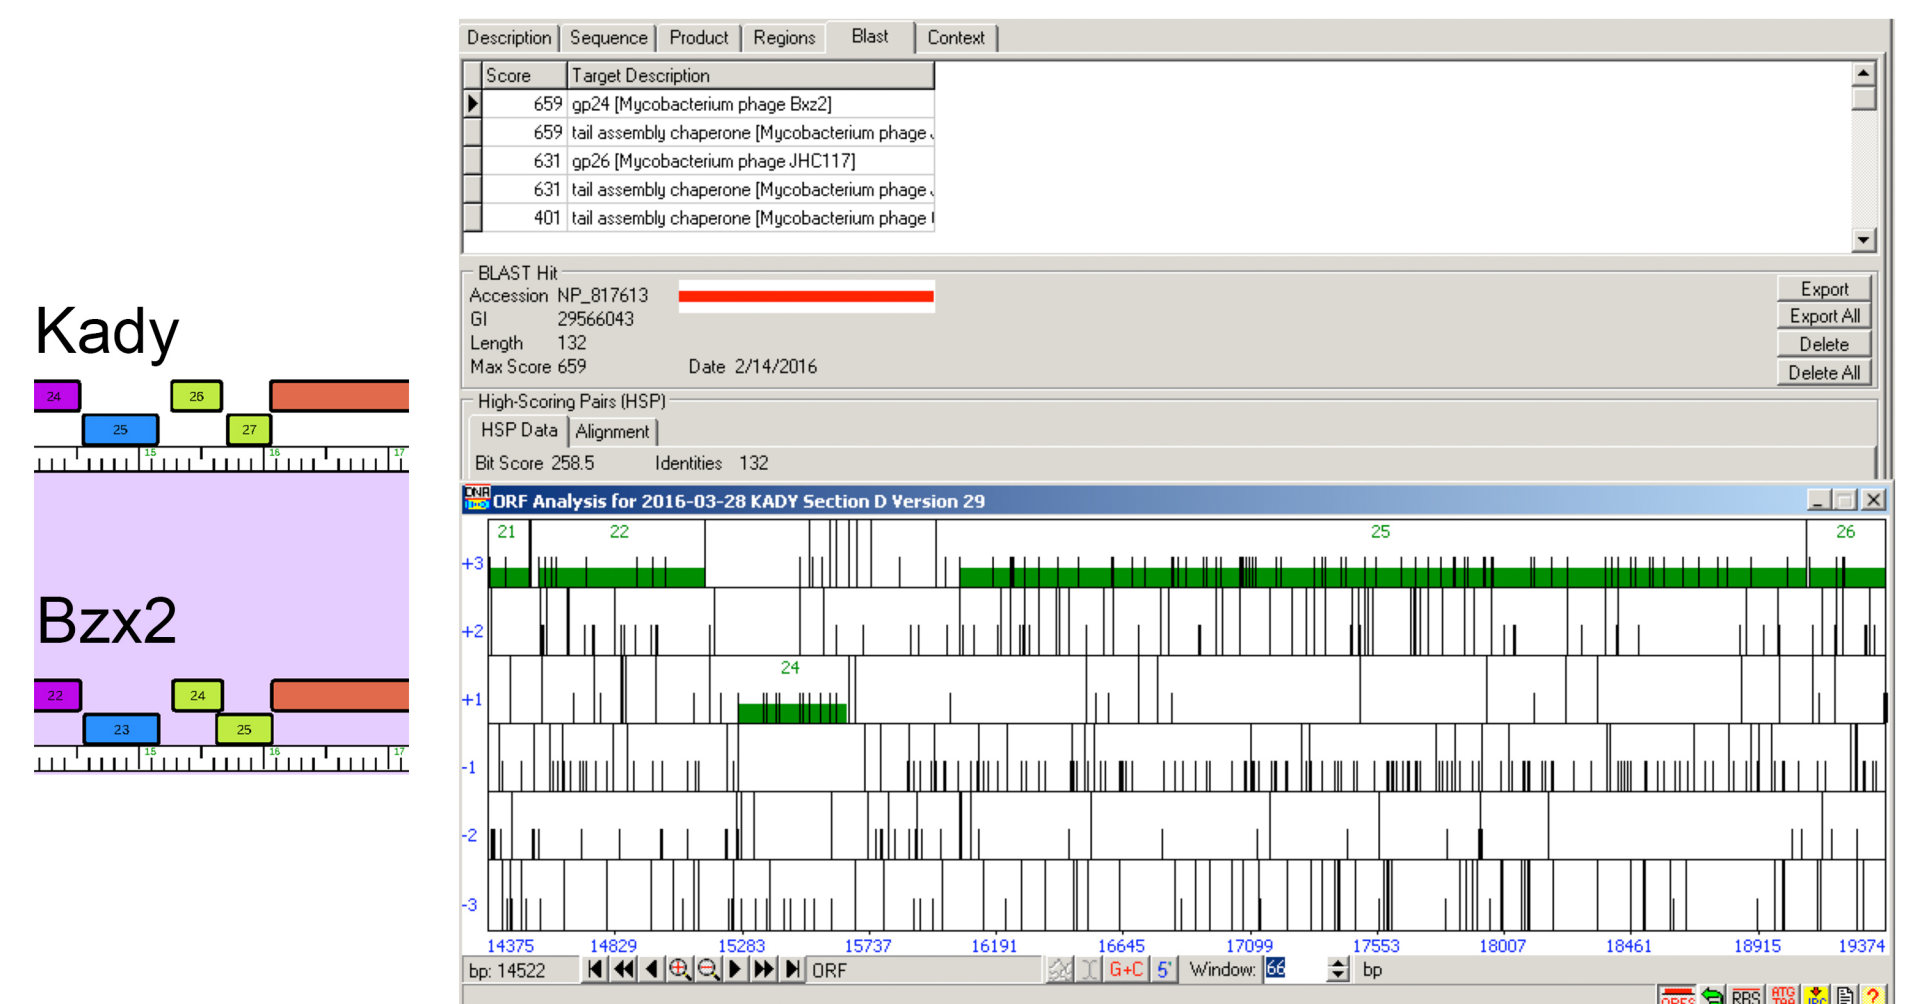 Kady
24
26
25
27
15
16
17
Bzx2
22
24
23
25
15
16
17
Description Sequence Product Regions Blast Context
Score Target Description
659 gp24 [Mycobacterium phage Bxz2]
659 tail assembly chaperone [Mycobacterium phage
631 gp26 [Mycobacterium phage JHC117]
631 tail assembly chaperone [Mycobacterium phage
401 tail assembly chaperone [Mycobacterium phage
BLAST Hit
Accession NP_817613
GI 29566043
Length 132
Max Score 659 Date 2/14/2016
Export
Export All
Delete
Delete All
High-Scoring Pairs (HSP)
HSP Data Alignment
Bit Score 258.5 Identities 132
DNA
ORF Analysis for 2016-03-28 KADY Section D Version 29
21 22 25 26
+3
+2
24
+1
-1
-2
-3
14375 14829 15283 15737 16191 16645 17099 17553 18007 18461 18915 19374
bp: 14522 ORF G+C 5' Window: 66 bp
ORFS RBS ATG ?